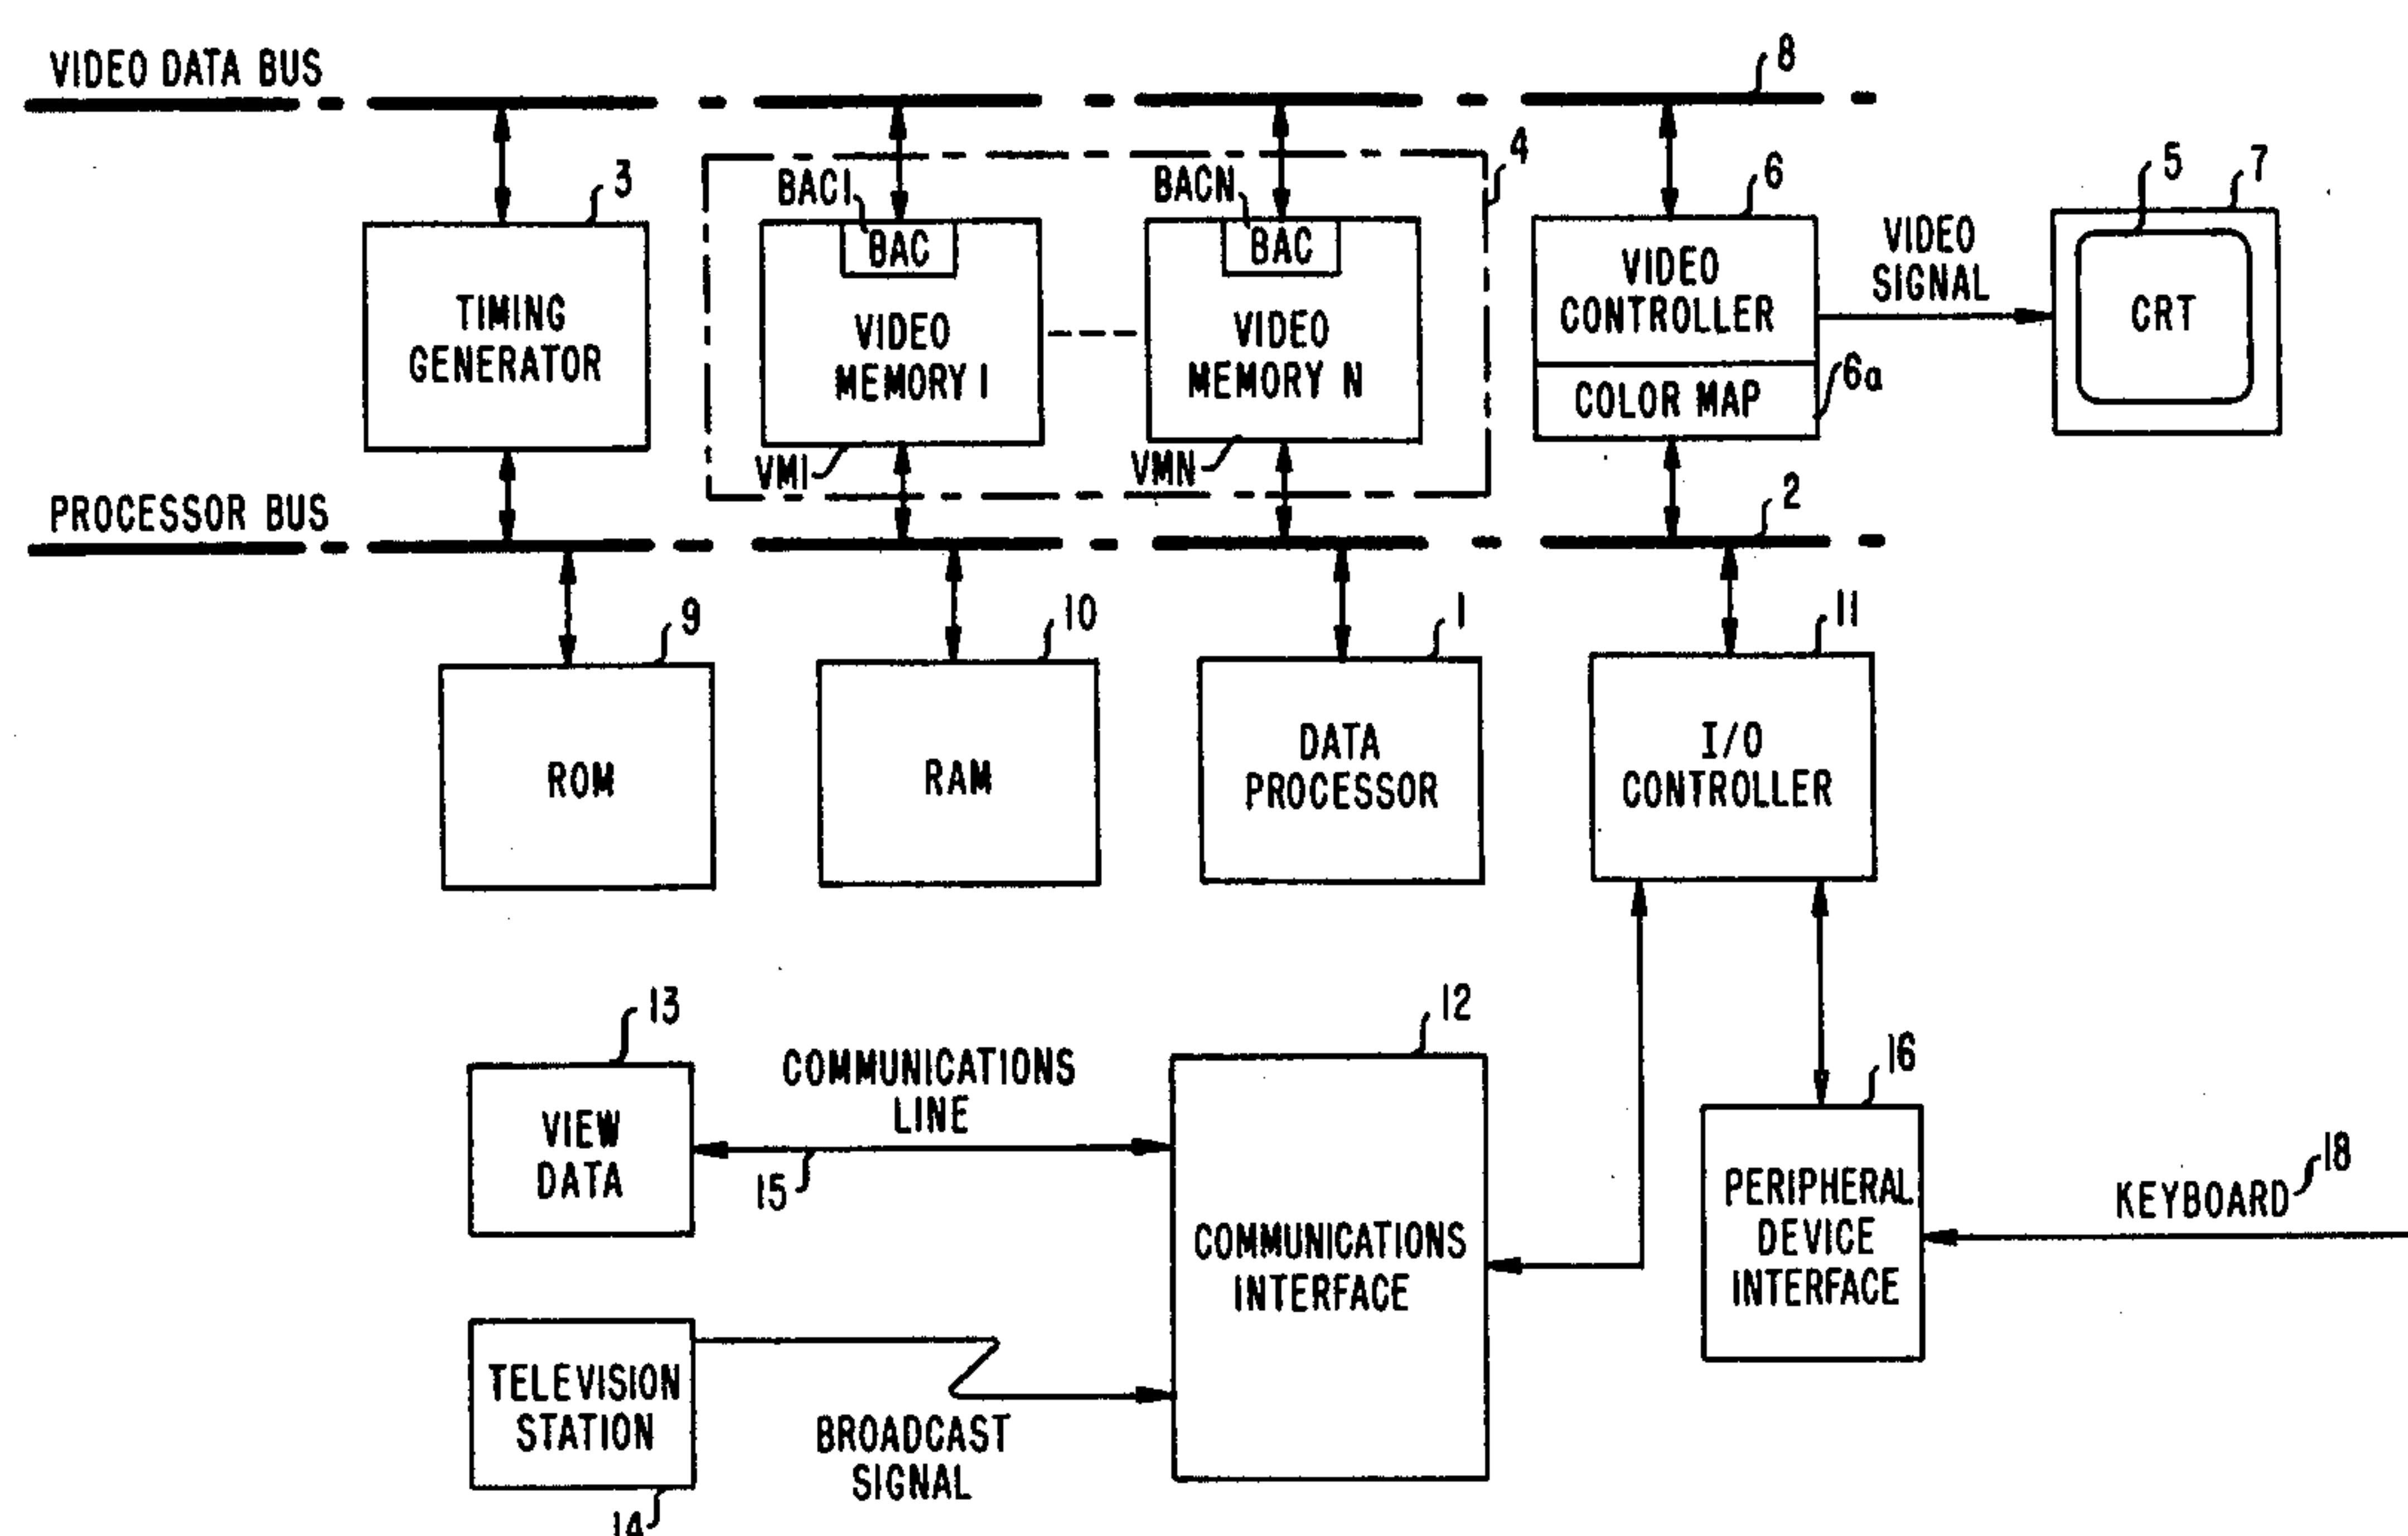 VIDEO DATA BUS
8
3
BAC1
BACN
4
6
5
7
BAC
BAC
TIMING
GENERATOR
VIDEO
MEMORY 1
VIDEO
MEMORY N
VIDEO
CONTROLLER
COLOR MAP
6a
VIDEO
SIGNAL
CRT
VM1
VMN
PROCESSOR BUS
2
9
10
1
11
ROM
RAM
DATA
PROCESSOR
I/O
CONTROLLER
13
COMMUNICATIONS
LINE
12
16
VIEW
DATA
15
COMMUNICATIONS
INTERFACE
PERIPHERAL
DEVICE
INTERFACE
KEYBOARD
18
TELEVISION
STATION
BROADCAST
SIGNAL
14